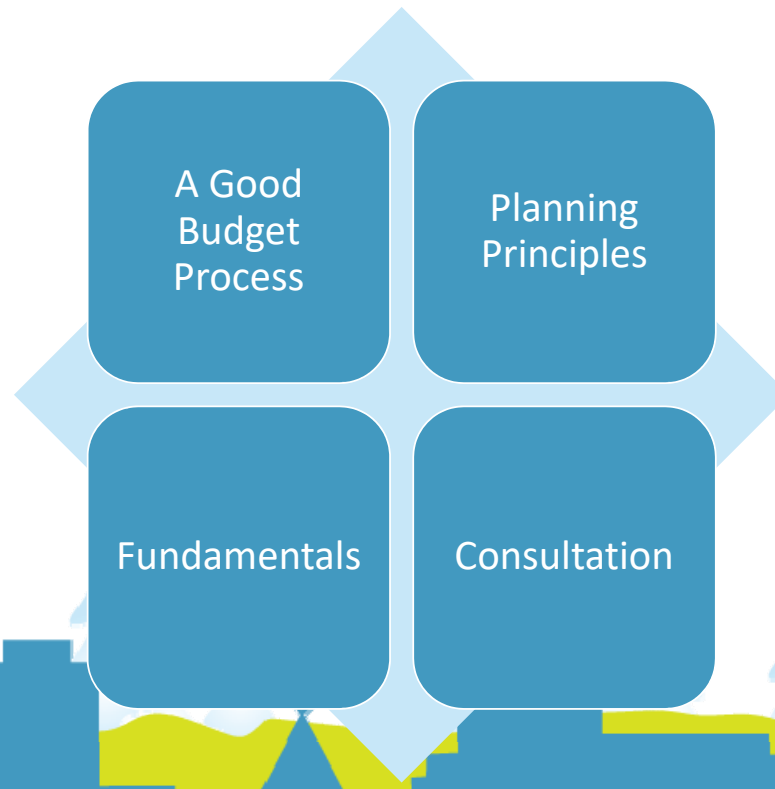 A Good
Budget
Process
Planning
Principles
Fundamentals
Consultation